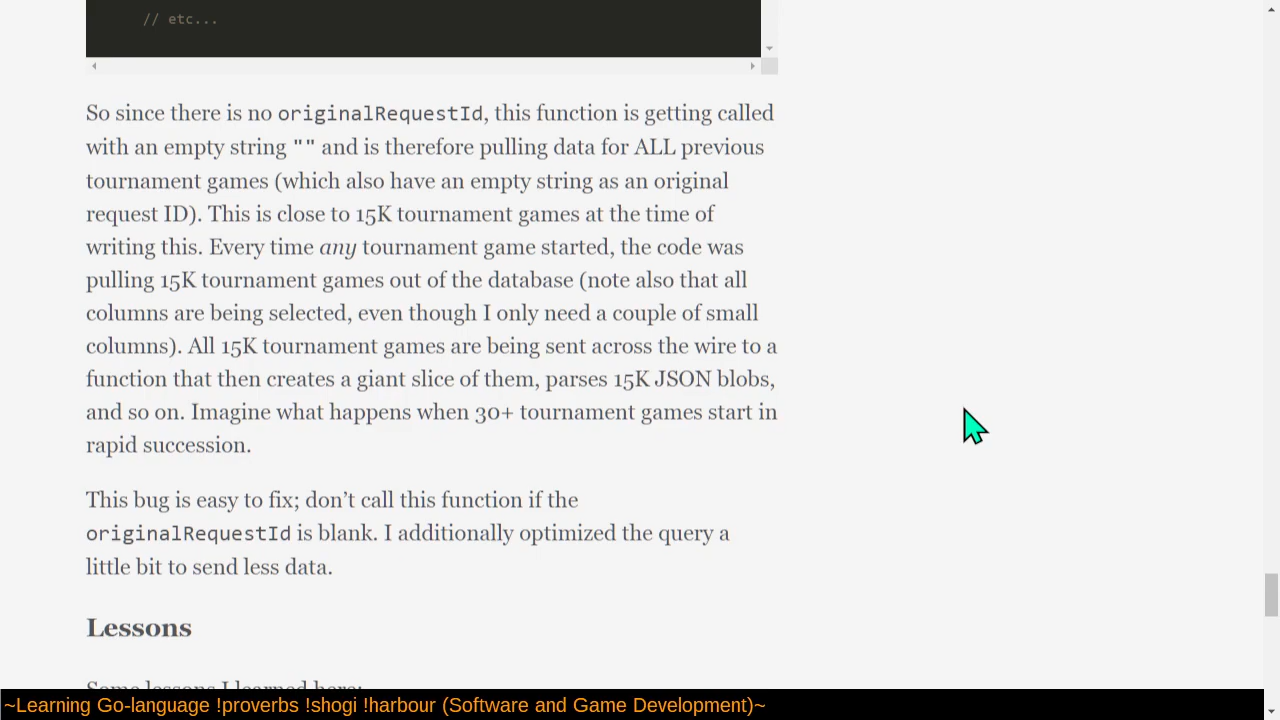 // etc...
So since there is no originalRequestId, this function is getting called
with an empty string "" and is therefore pulling data for ALL previous
tournament games (which also have an empty string as an original
request ID). This is close to 15K tournament games at the time of
writing this. Every time any tournament game started, the code was
pulling 15K tournament games out of the database (note also that all
columns are being selected, even though I only need a couple of small
columns). All 15K tournament games are being sent across the wire to a
function that then creates a giant slice of them, parses 15K JSON blobs,
and so on. Imagine what happens when 30+ tournament games start in
rapid succession.
This bug is easy to fix; don’t call this function if the
originalRequestId is blank. I additionally optimized the query a
little bit to send less data.
Lessons
Some lessons I learned here:
~Learning Go-language !proverbs !shogi !harbour (Software and Game Development)~